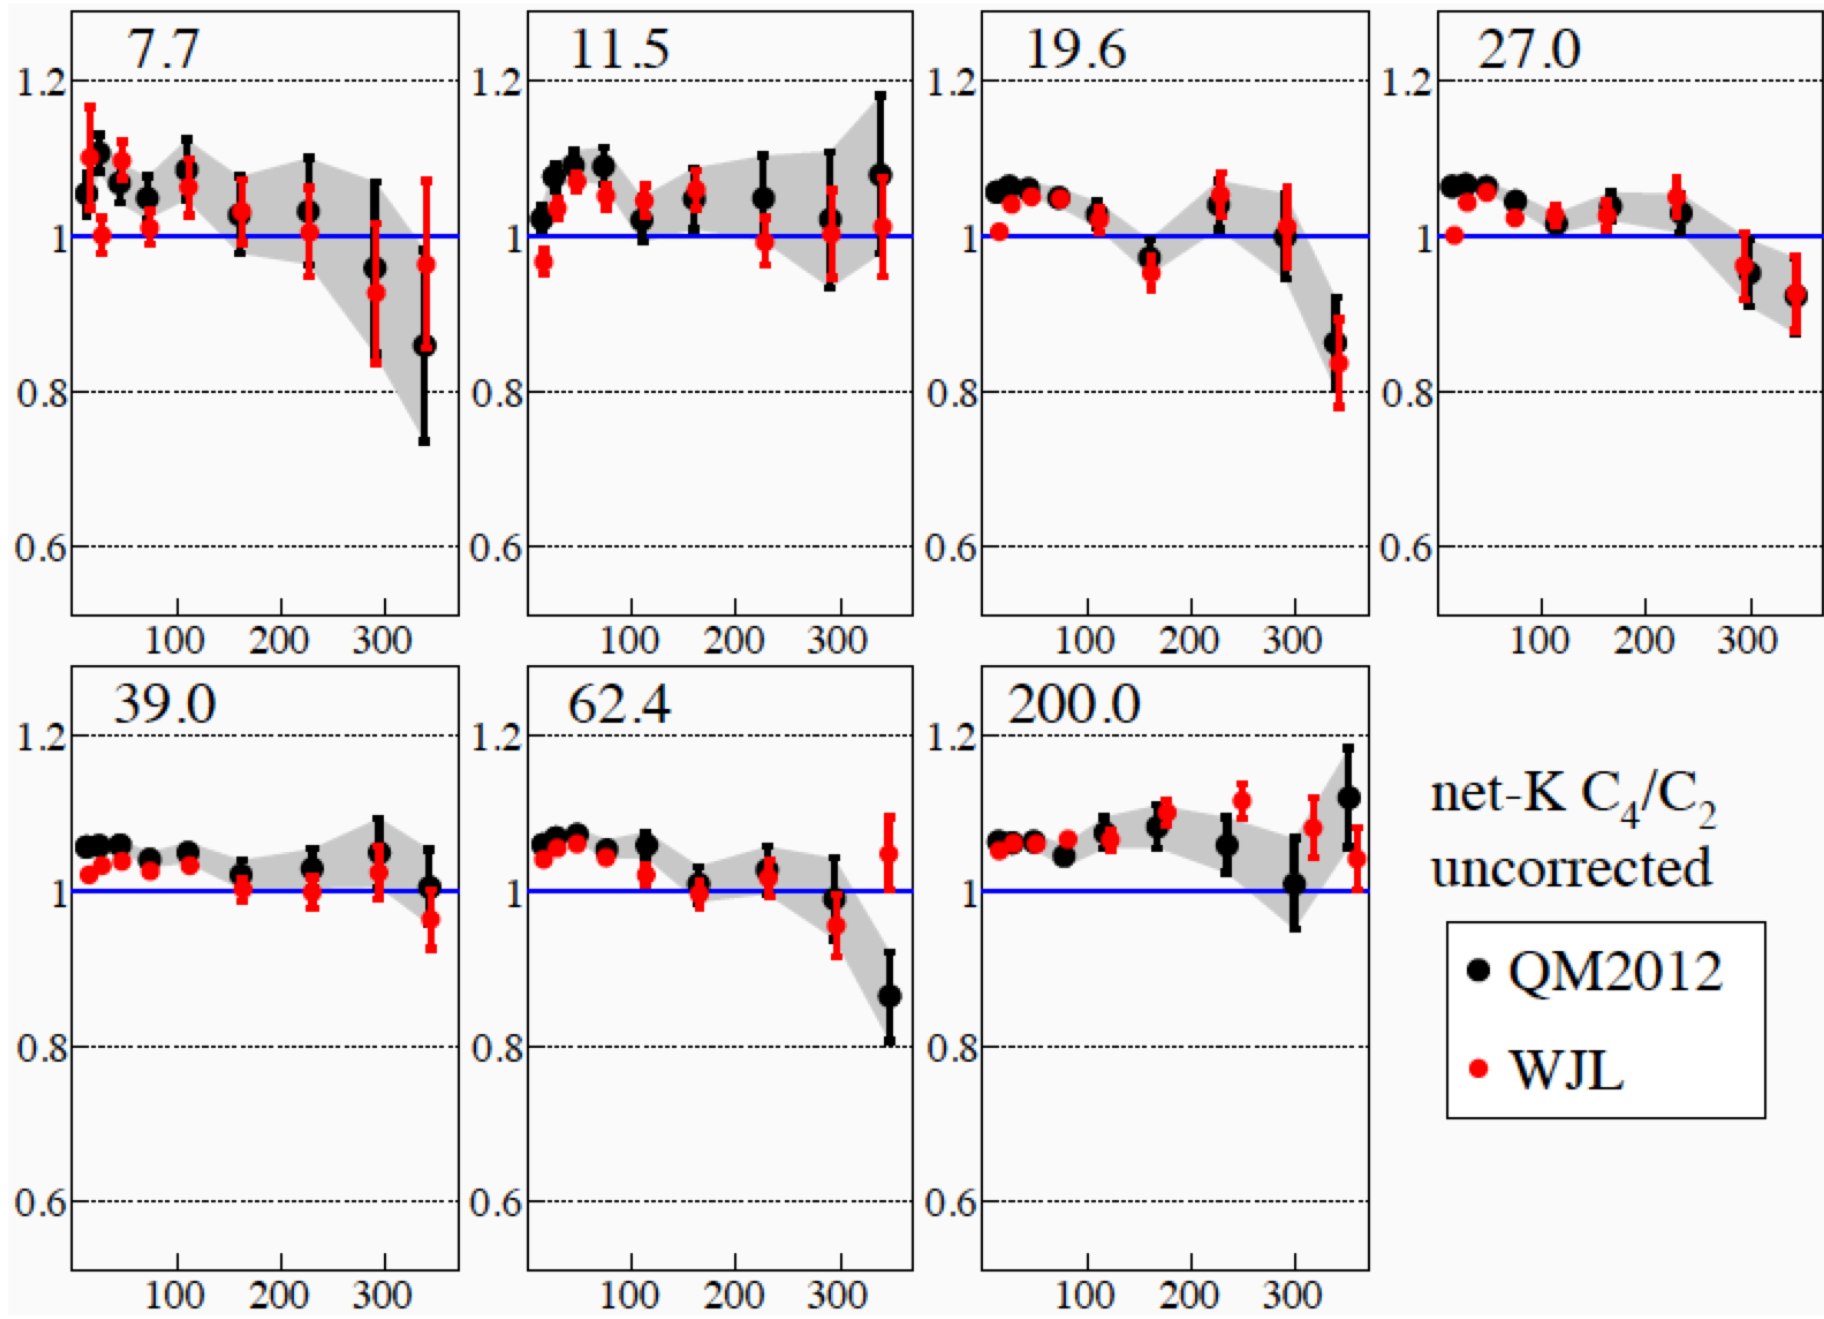 7.7 11.5 19.6 27.0
1.2 1.2 1.2 1.2
1 1 1 1
0.8 0.8 0.8 0.8
0.6 0.6 0.6 0.6
100 200 300 100 200 300 100 200 300 100 200 300
39.0 62.4 200.0
1.2 1.2 1.2
1 1 1
0.8 0.8 0.8
0.6 0.6 0.6
100 200 300 100 200 300 100 200 300
net-K C₄/C₂
uncorrected
QM2012
WJL